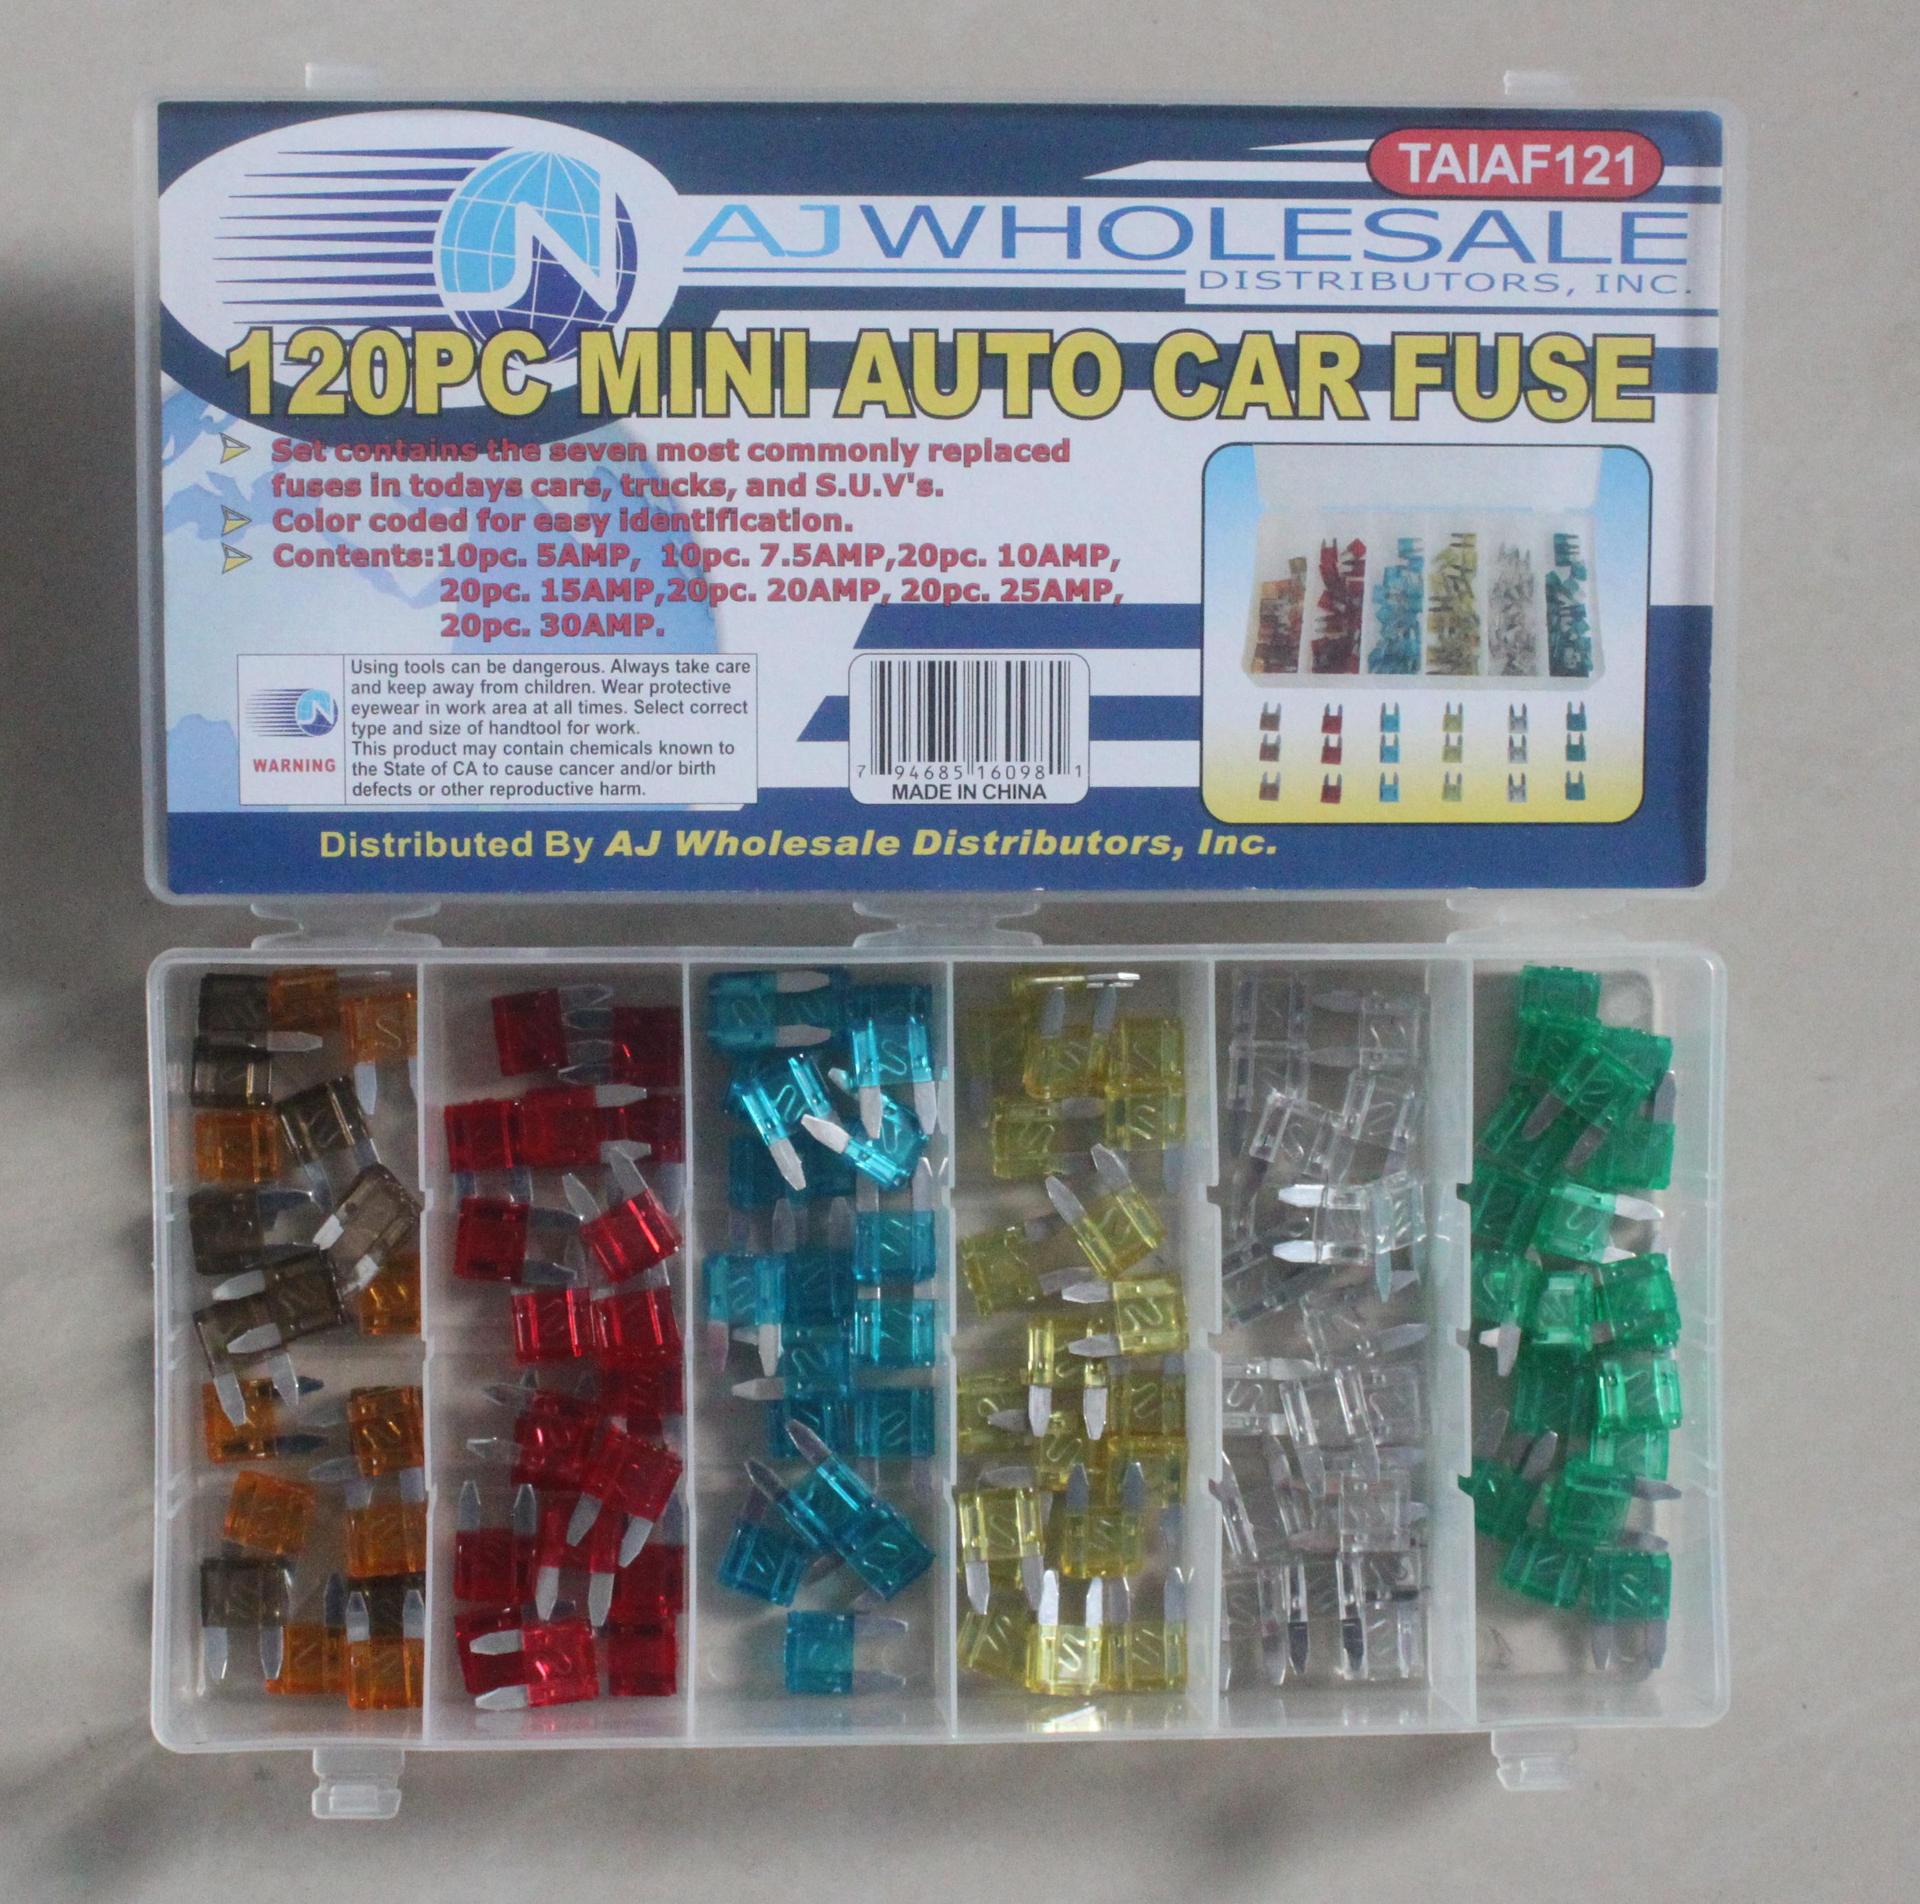 TAIAF121
AJWHOLESALE
DISTRIBUTORS, INC.
120PC MINI AUTO CAR FUSE
Set contains the seven most commonly replaced
fuses in todays cars, trucks, and S.U.V's.
Color coded for easy identification.
Contents:10pc. 5AMP, 10pc. 7.5AMP,20pc. 10AMP,
20pc. 15AMP,20pc. 20AMP, 20pc. 25AMP,
20pc. 30AMP.
WARNING
Using tools can be dangerous. Always take care
and keep away from children. Wear protective
eyewear in work area at all times. Select correct
type and size of handtool for work.
This product may contain chemicals known to
the State of CA to cause cancer and/or birth
defects or other reproductive harm.
7 94685 16098 1
MADE IN CHINA
Distributed By AJ Wholesale Distributors, Inc.